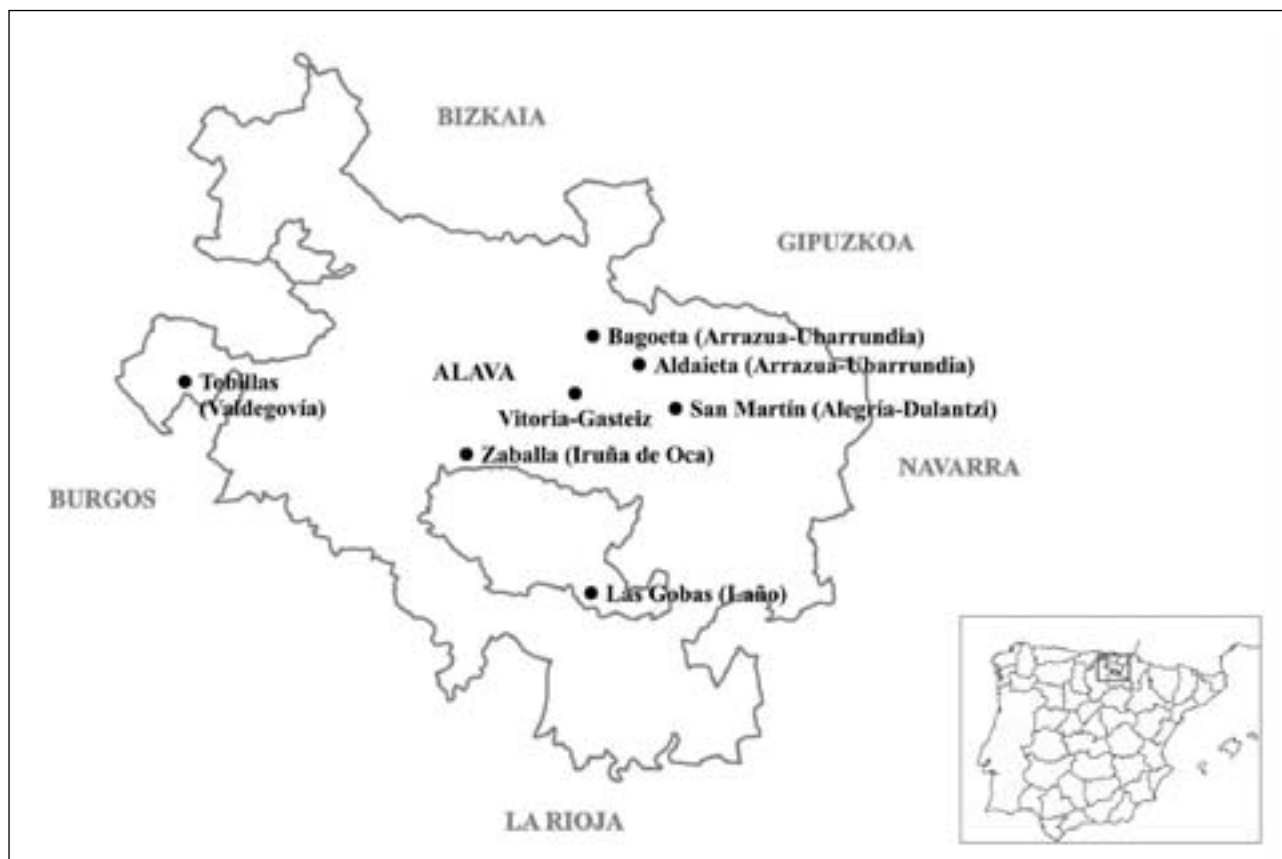 BIZKAIA
GIPUZKOA
Bagoeta (Arrazua-Ubarrundia)
Aldaieta (Arrazua-Ubarrundia)
ALAVA
Tobillas
(Valdegovía)
Vitoria-Gasteiz
San Martín (Alegría-Dulantzi)
Zaballa (Iruña de Oca)
NAVARRA
BURGOS
Las Gobas (Laño)
LA RIOJA